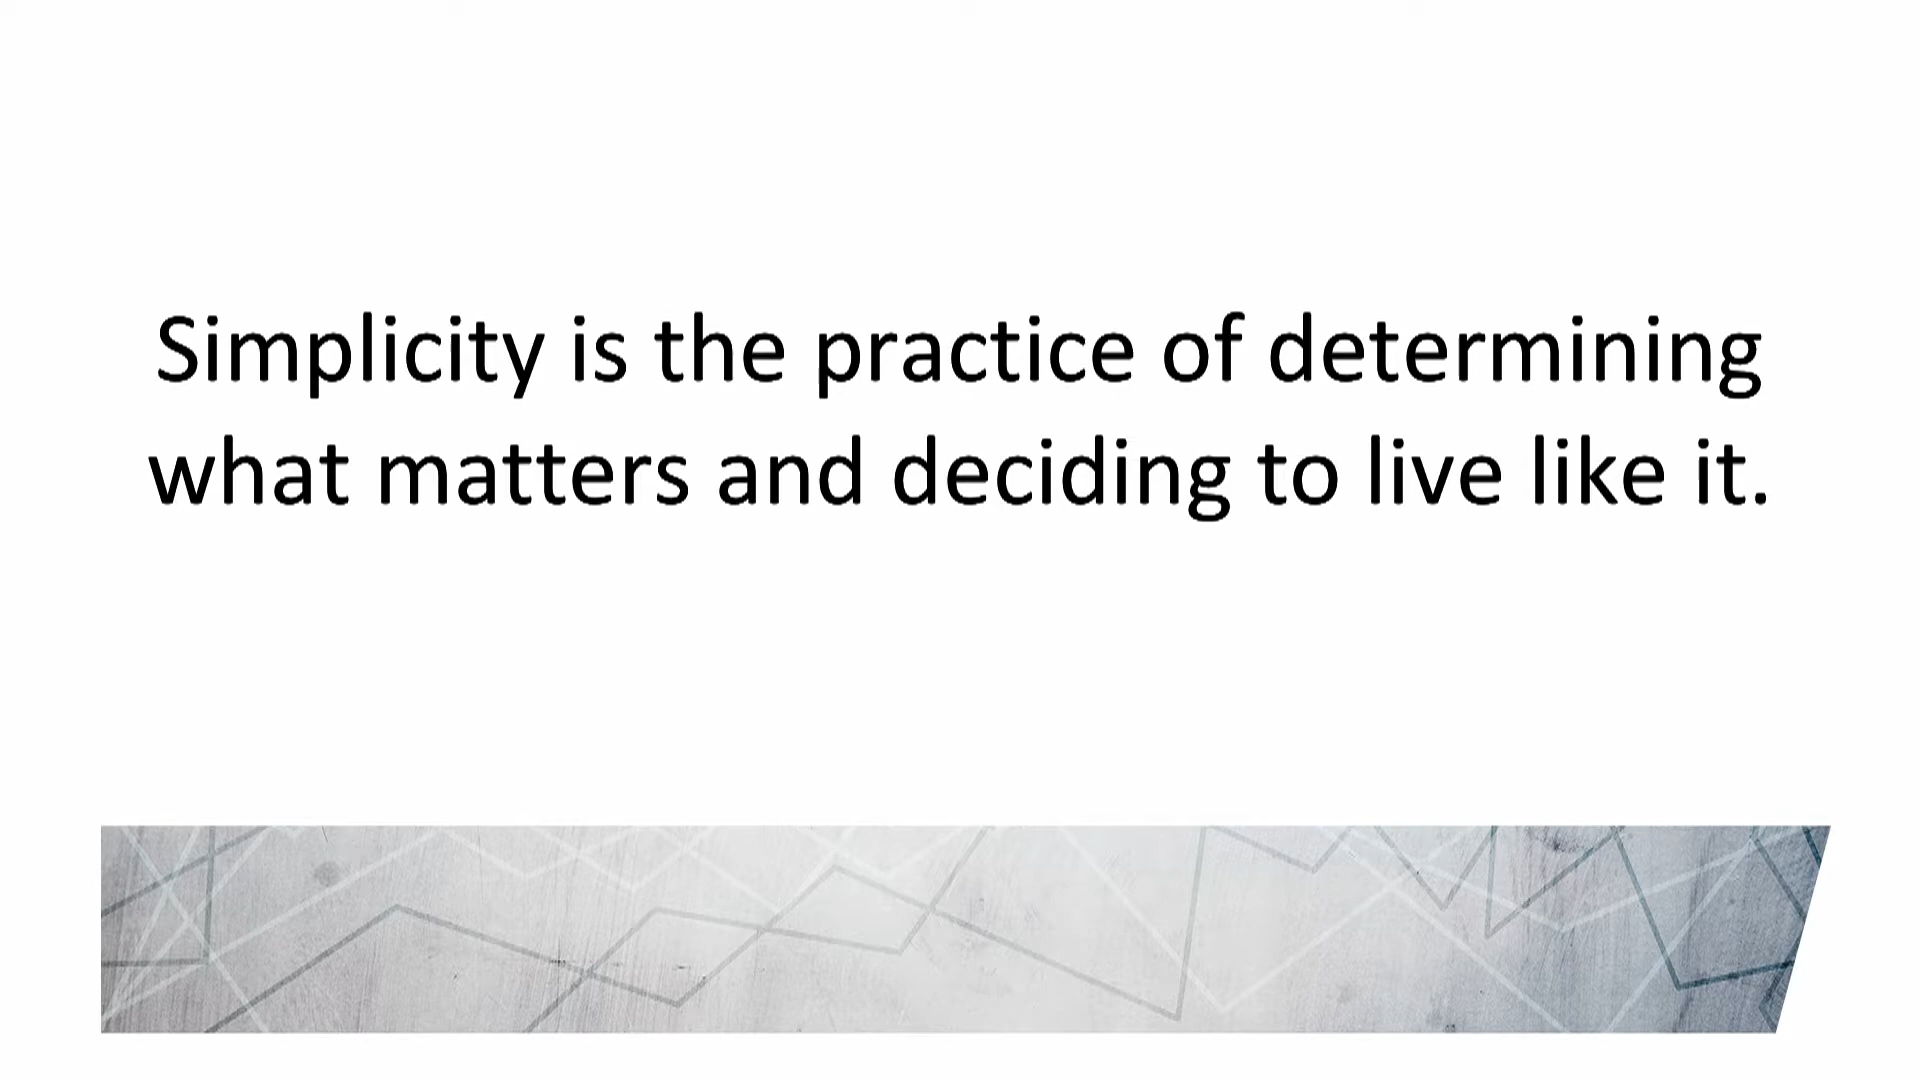 Simplicity is the practice of determining
what matters and deciding to live like it.